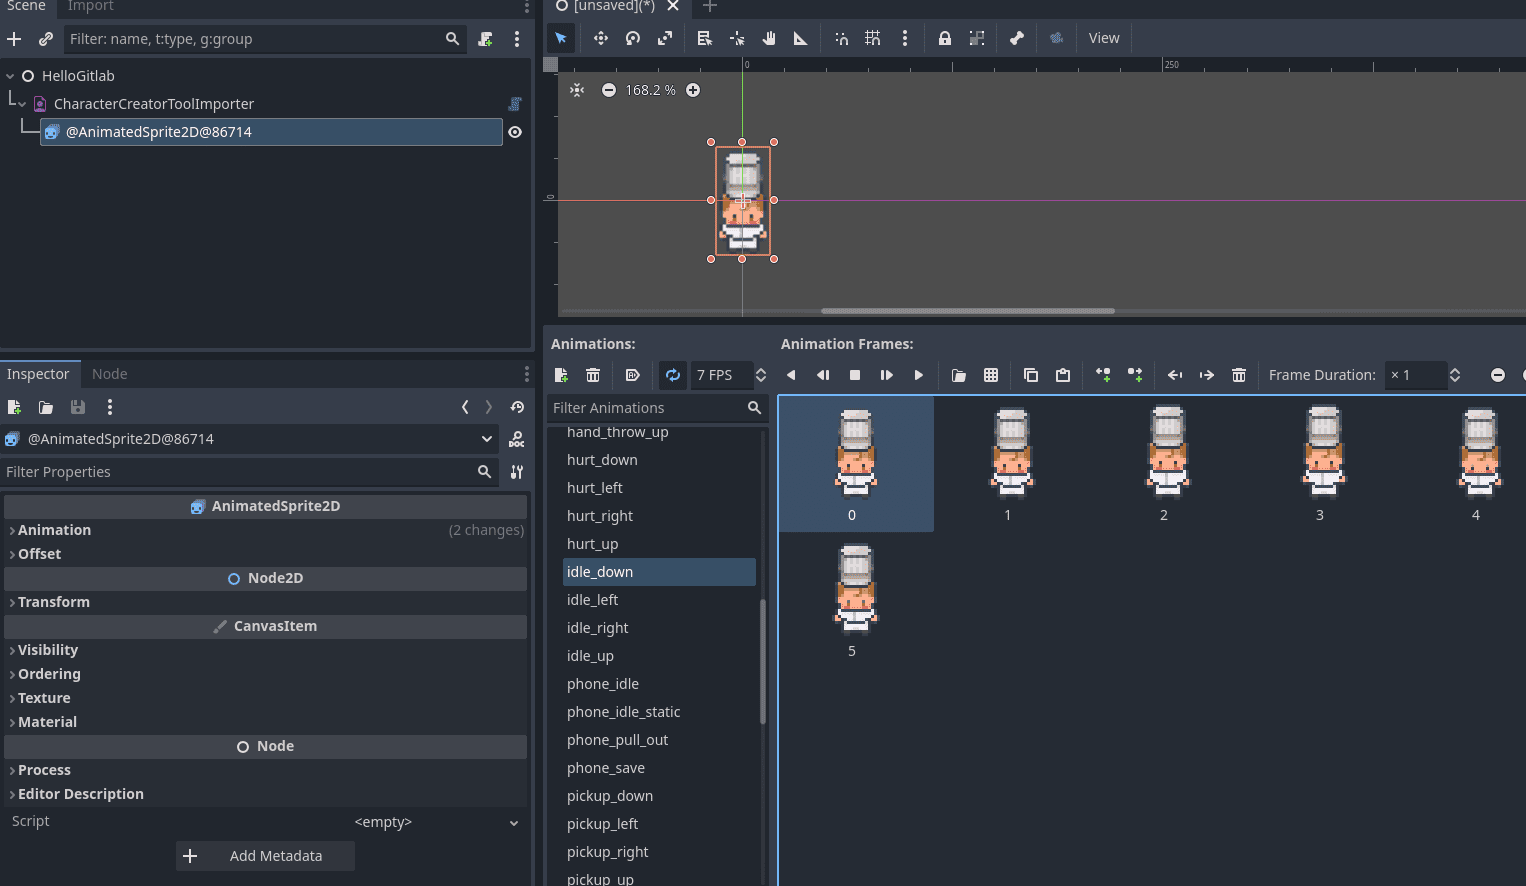 Scene
Import
Filter: name, t:type, g:group
HelloGitlab
CharacterCreatorToolImporter
@AnimatedSprite2D@86714
[unsaved](*)
View
0
250
0
168.2 %
Inspector
Node
@AnimatedSprite2D@86714
Filter Properties
AnimatedSprite2D
Animation (2 changes)
Offset
Node2D
Transform
CanvasItem
Visibility
Ordering
Texture
Material
Node
Process
Editor Description
Script <empty>
Add Metadata
Animations:
7 FPS
Filter Animations
hand_throw_up
hurt_down
hurt_left
hurt_right
hurt_up
idle_down
idle_left
idle_right
idle_up
phone_idle
phone_idle_static
phone_pull_out
phone_save
pickup_down
pickup_left
pickup_right
pickup_up
Animation Frames:
Frame Duration: × 1
0 1 2 3 4
5